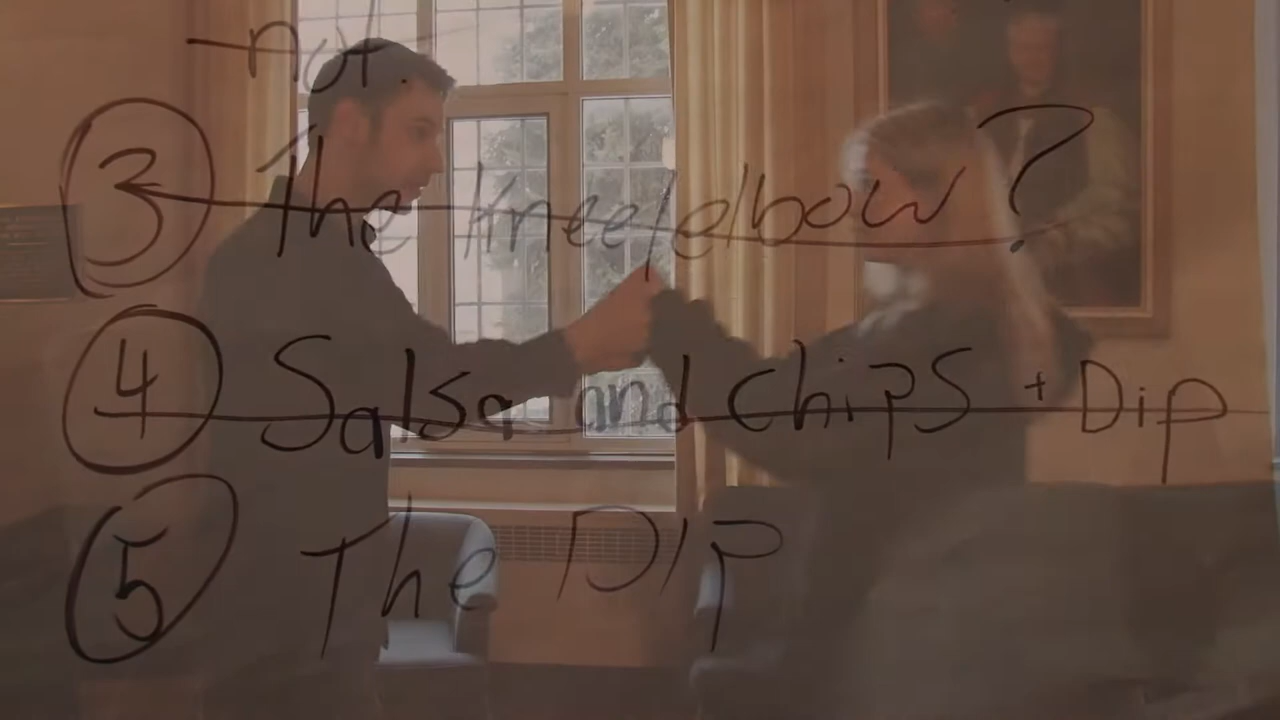 not.
3 The Knee/elbow?
4 Salsa and Chips + Dip
5 The DIP